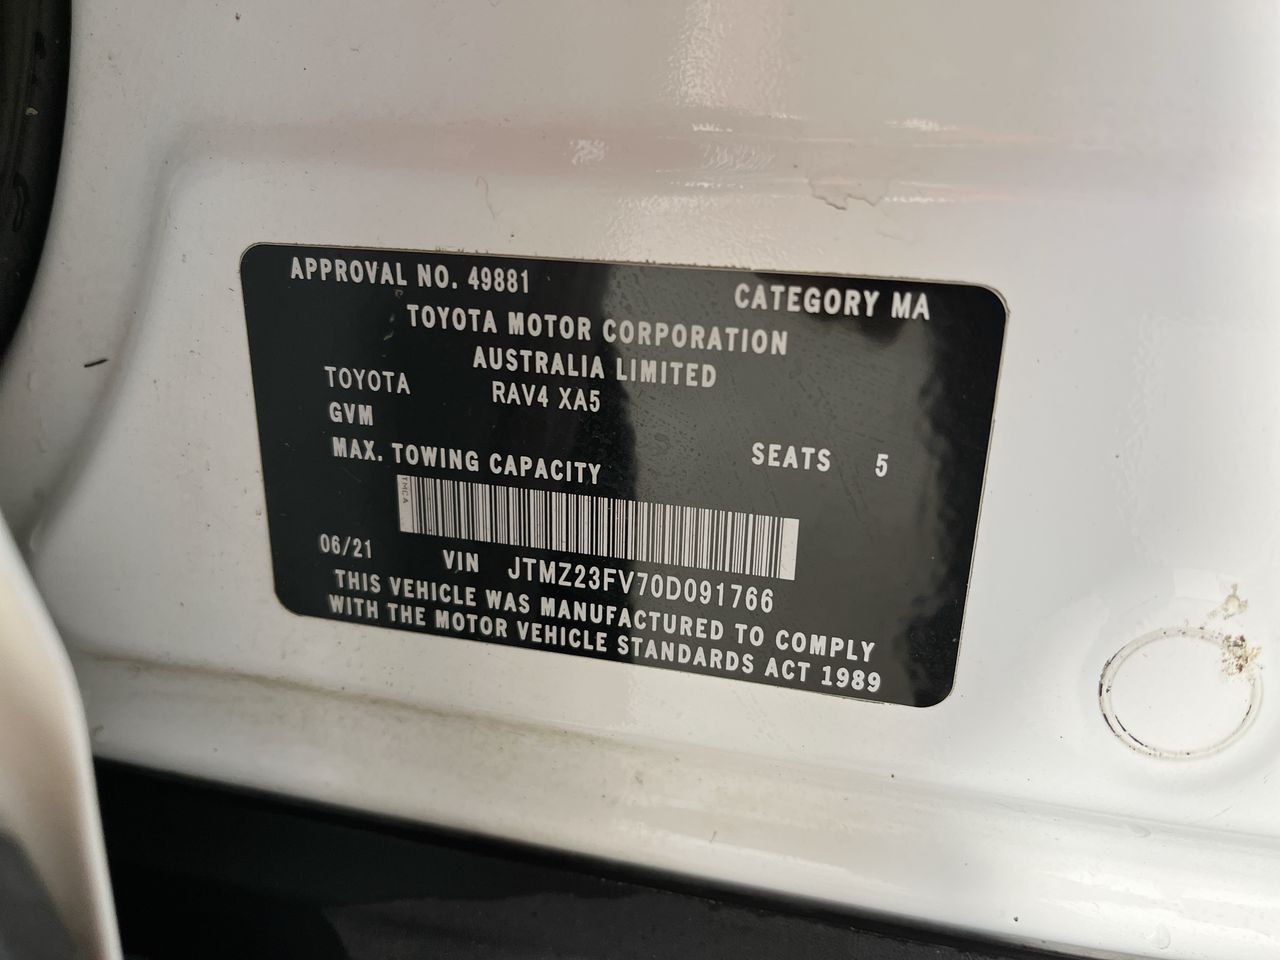 APPROVAL NO. 49881 CATEGORY MA
TOYOTA MOTOR CORPORATION
AUSTRALIA LIMITED
TOYOTA RAV4 XA5
GVM
MAX. TOWING CAPACITY SEATS 5
06/21 VIN JTMZ23FV70D091766
THIS VEHICLE WAS MANUFACTURED TO COMPLY
WITH THE MOTOR VEHICLE STANDARDS ACT 1989